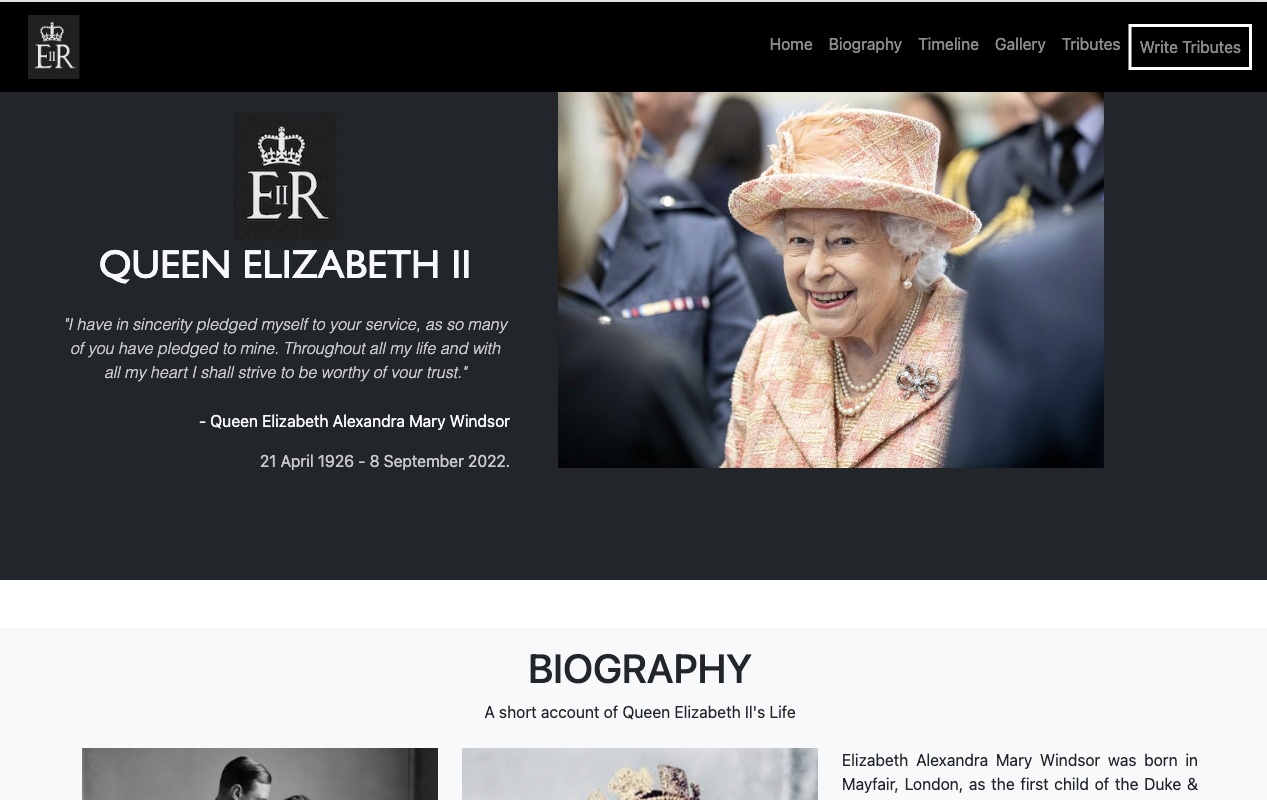 EIIR
Home Biography Timeline Gallery Tributes Write Tributes
EIIR
QUEEN ELIZABETH II
"I have in sincerity pledged myself to your service, as so many
of you have pledged to mine. Throughout all my life and with
all my heart I shall strive to be worthy of vour trust."
- Queen Elizabeth Alexandra Mary Windsor
21 April 1926 - 8 September 2022.
BIOGRAPHY
A short account of Queen Elizabeth II's Life
Elizabeth Alexandra Mary Windsor was born in
Mayfair, London, as the first child of the Duke &